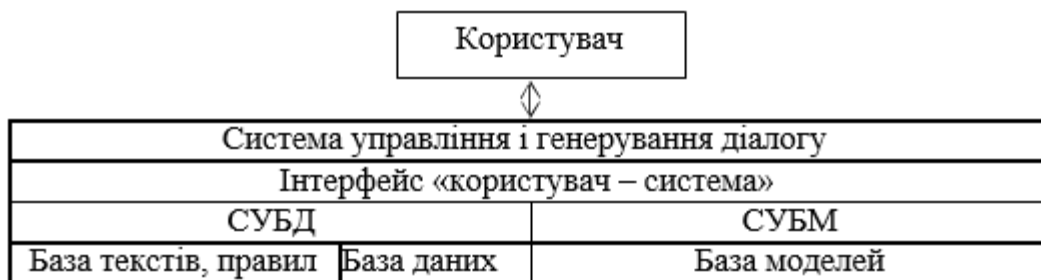 Користувач
Система управління і генерування діалогу
Інтерфейс «користувач – система»
СУБД СУБМ
База текстів, правил База даних База моделей